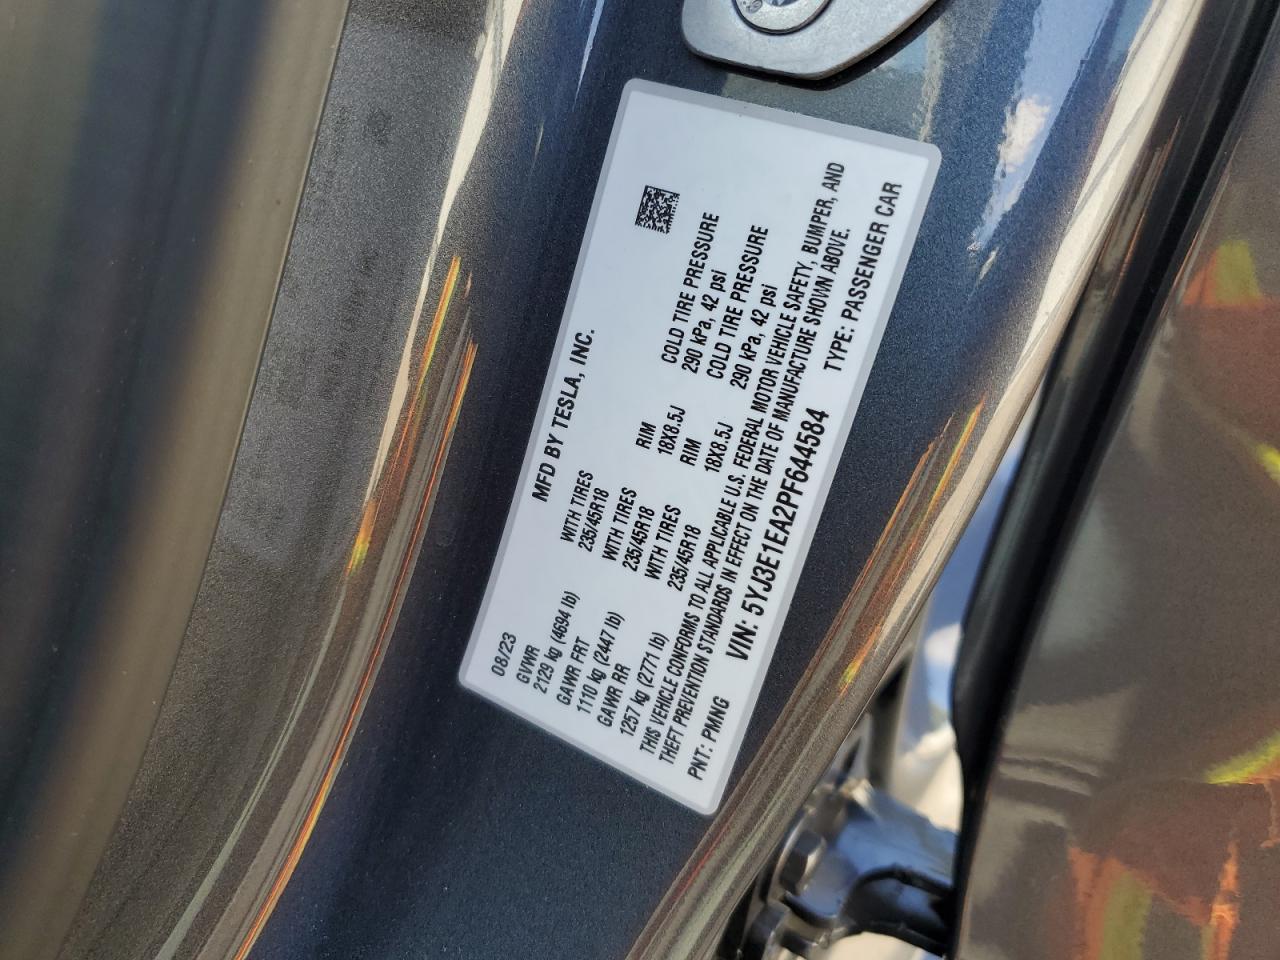 MFD BY TESLA, INC.
08/23
GVWR
2129 kg (4694 lb)
WITH TIRES
235/45R18
GAWR FRT
1110 kg (2447 lb)
WITH TIRES
235/45R18
RIM
18X8.5J
COLD TIRE PRESSURE
290 kPa, 42 psi
GAWR RR
1257 kg (2771 lb)
WITH TIRES
235/45R18
RIM
18X8.5J
COLD TIRE PRESSURE
290 kPa, 42 psi
THIS VEHICLE CONFORMS TO ALL APPLICABLE U.S. FEDERAL MOTOR VEHICLE SAFETY, BUMPER, AND
THEFT PREVENTION STANDARDS IN EFFECT ON THE DATE OF MANUFACTURE SHOWN ABOVE.
PNT: PMNG
VIN: 5YJ3E1EA2PF644584
TYPE: PASSENGER CAR